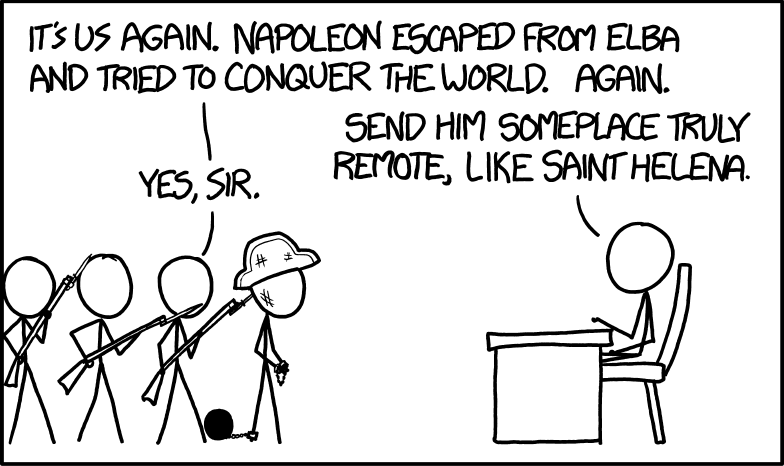 IT'S US AGAIN. NAPOLEON ESCAPED FROM ELBA
AND TRIED TO CONQUER THE WORLD. AGAIN.
SEND HIM SOMEPLACE TRULY
REMOTE, LIKE SAINT HELENA.
YES, SIR.